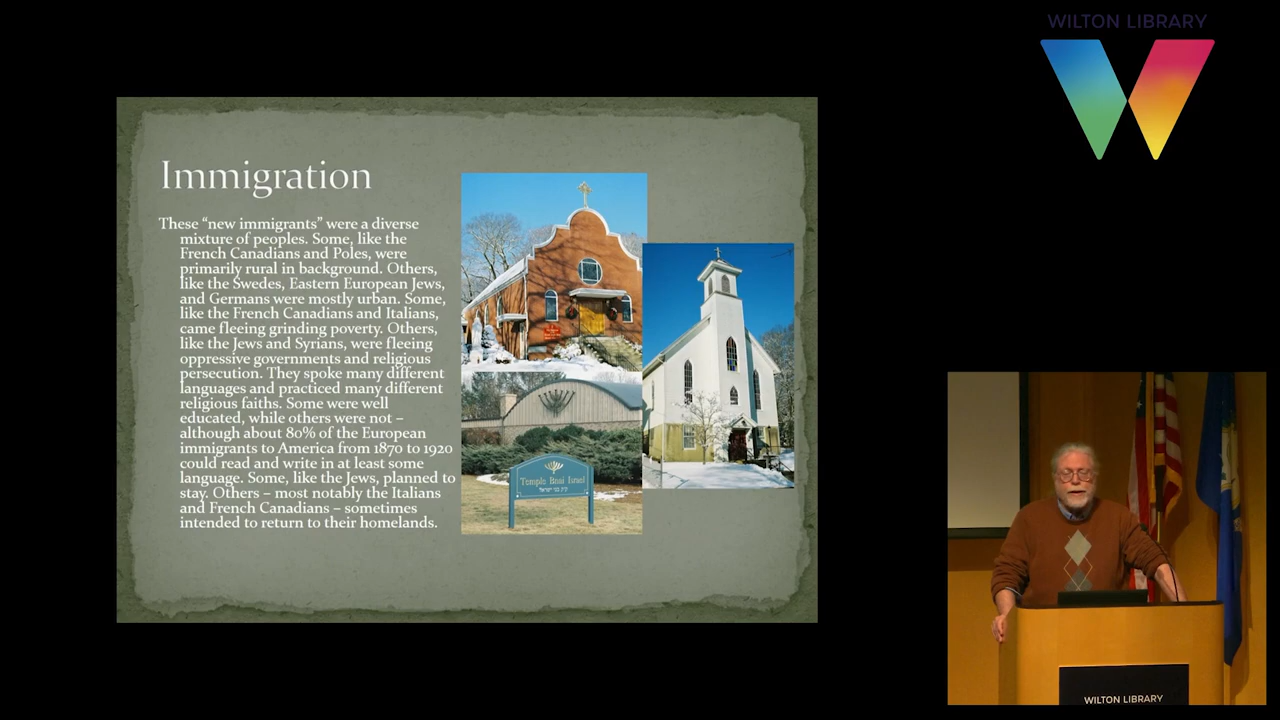 WILTON LIBRARY
Immigration
These “new immigrants” were a diverse
mixture of peoples. Some, like the
French Canadians and Poles, were
primarily rural in background. Others,
like the Swedes, Eastern European Jews,
and Germans were mostly urban. Some,
like the French Canadians and Italians,
came fleeing grinding poverty. Others,
like the Jews and Syrians, were fleeing
oppressive governments and religious
persecution. They spoke many different
languages and practiced many different
religious faiths. Some were well
educated, while others were not –
although about 80% of the European
immigrants to America from 1870 to 1920
could read and write in at least some
language. Some, like the Jews, planned to
stay. Others – most notably the Italians
and French Canadians – sometimes
intended to return to their homelands.
Temple Bnai Israel
WILTON LIBRARY